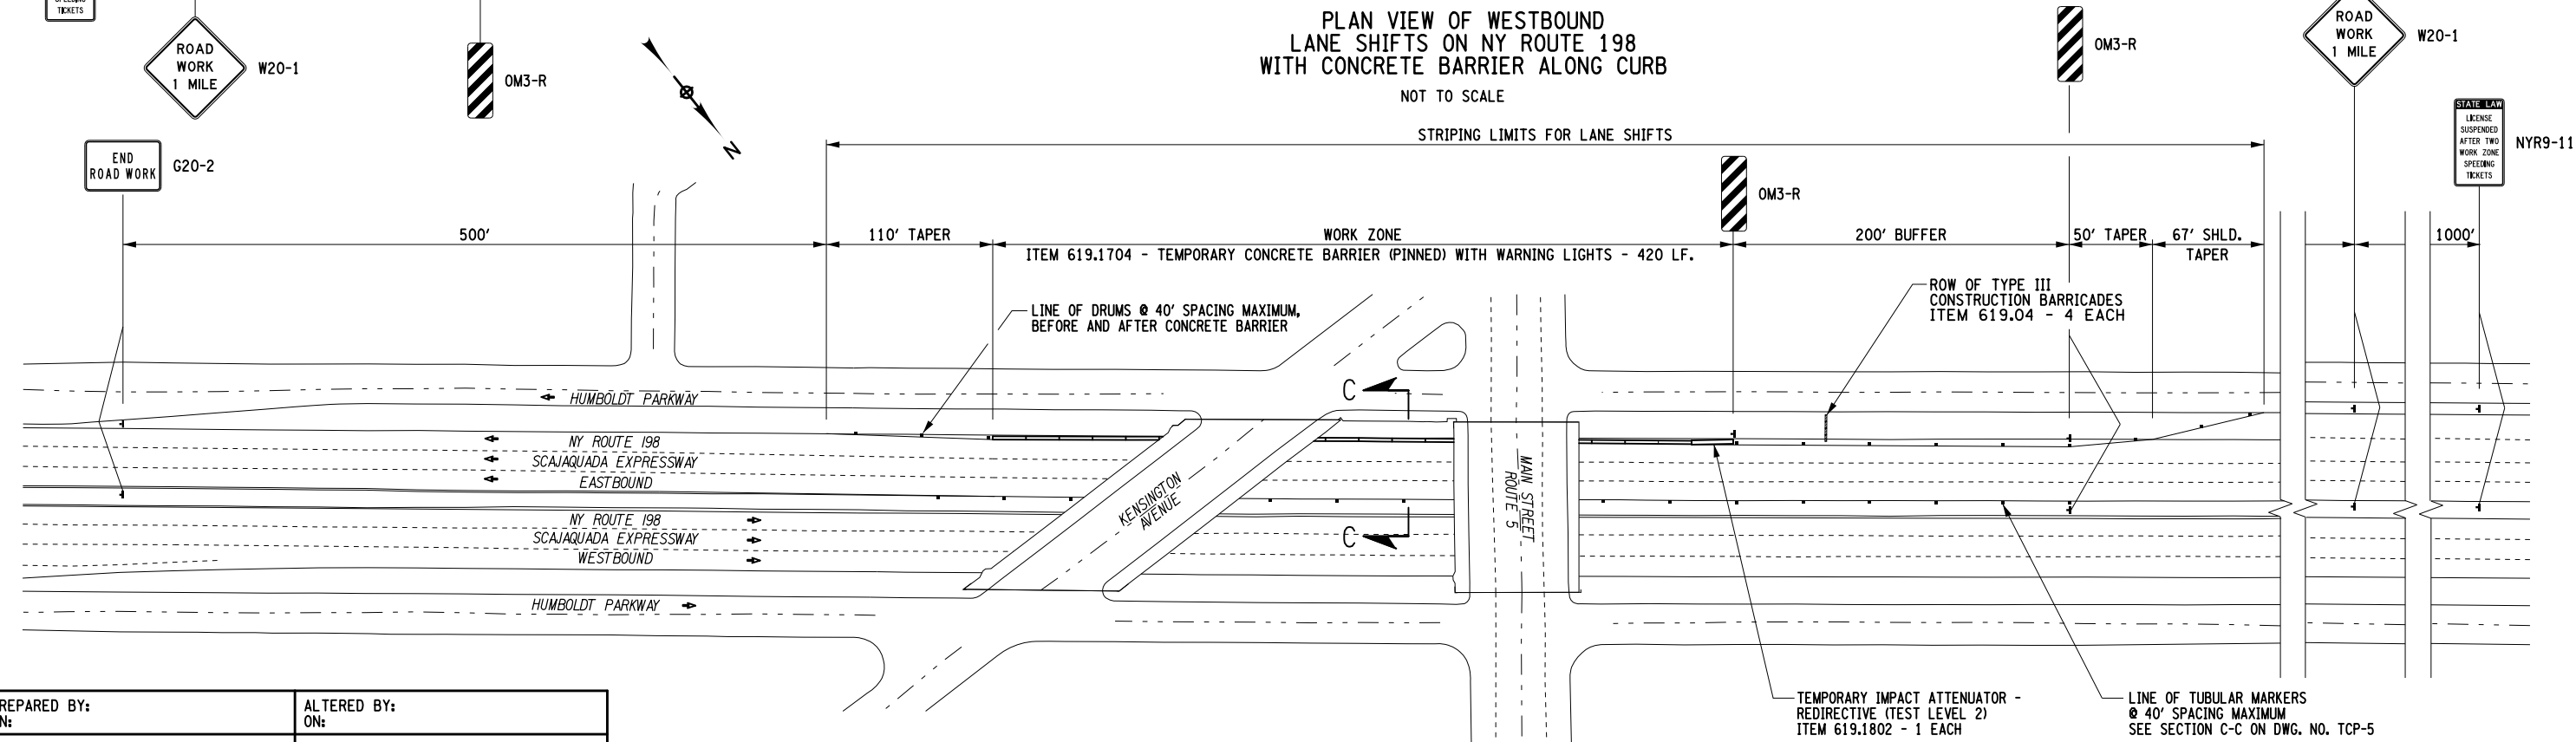 SPEEDING
TICKETS
ROAD
WORK
1 MILE
W20-1
OM3-R
N
PLAN VIEW OF WESTBOUND
LANE SHIFTS ON NY ROUTE 198
WITH CONCRETE BARRIER ALONG CURB
NOT TO SCALE
OM3-R
ROAD
WORK
1 MILE
W20-1
STATE LAW
LICENSE
SUSPENDED
AFTER TWO
WORK ZONE
SPEEDING
TICKETS
NYR9-11
END
ROAD WORK
G20-2
STRIPING LIMITS FOR LANE SHIFTS
OM3-R
500'
110' TAPER
WORK ZONE
200' BUFFER
50' TAPER
67' SHLD.
TAPER
1000'
ITEM 619.1704 - TEMPORARY CONCRETE BARRIER (PINNED) WITH WARNING LIGHTS - 420 LF.
LINE OF DRUMS @ 40' SPACING MAXIMUM,
BEFORE AND AFTER CONCRETE BARRIER
ROW OF TYPE III
CONSTRUCTION BARRICADES
ITEM 619.04 - 4 EACH
C
HUMBOLDT PARKWAY
NY ROUTE 198
SCAJAQUADA EXPRESSWAY
EASTBOUND
KENSINGTON
AVENUE
MAIN STREET
ROUTE 5
C
NY ROUTE 198
SCAJAQUADA EXPRESSWAY
WESTBOUND
HUMBOLDT PARKWAY
TEMPORARY IMPACT ATTENUATOR -
REDIRECTIVE (TEST LEVEL 2)
ITEM 619.1802 - 1 EACH
LINE OF TUBULAR MARKERS
@ 40' SPACING MAXIMUM
SEE SECTION C-C ON DWG. NO. TCP-5
REPARED BY:
N:
ALTERED BY:
ON: